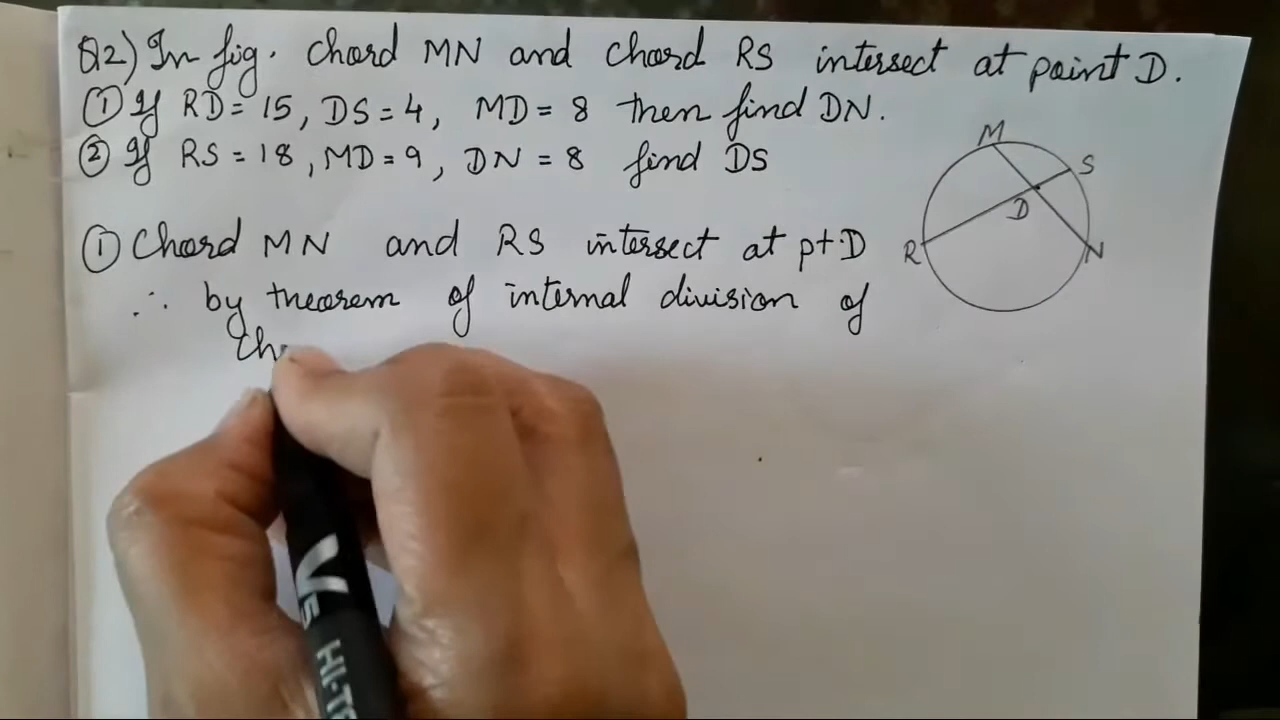 Q2) In fig. Chord MN and Chord RS intersect at point D.
① If RD = 15, DS = 4, MD = 8 then find DN.
② If RS = 18, MD = 9, DN = 8 find DS
① Chord MN and RS intersect at pt D
∴ by theorem of internal division of
Ch
M
S
D
R
N
V5
HI-TE